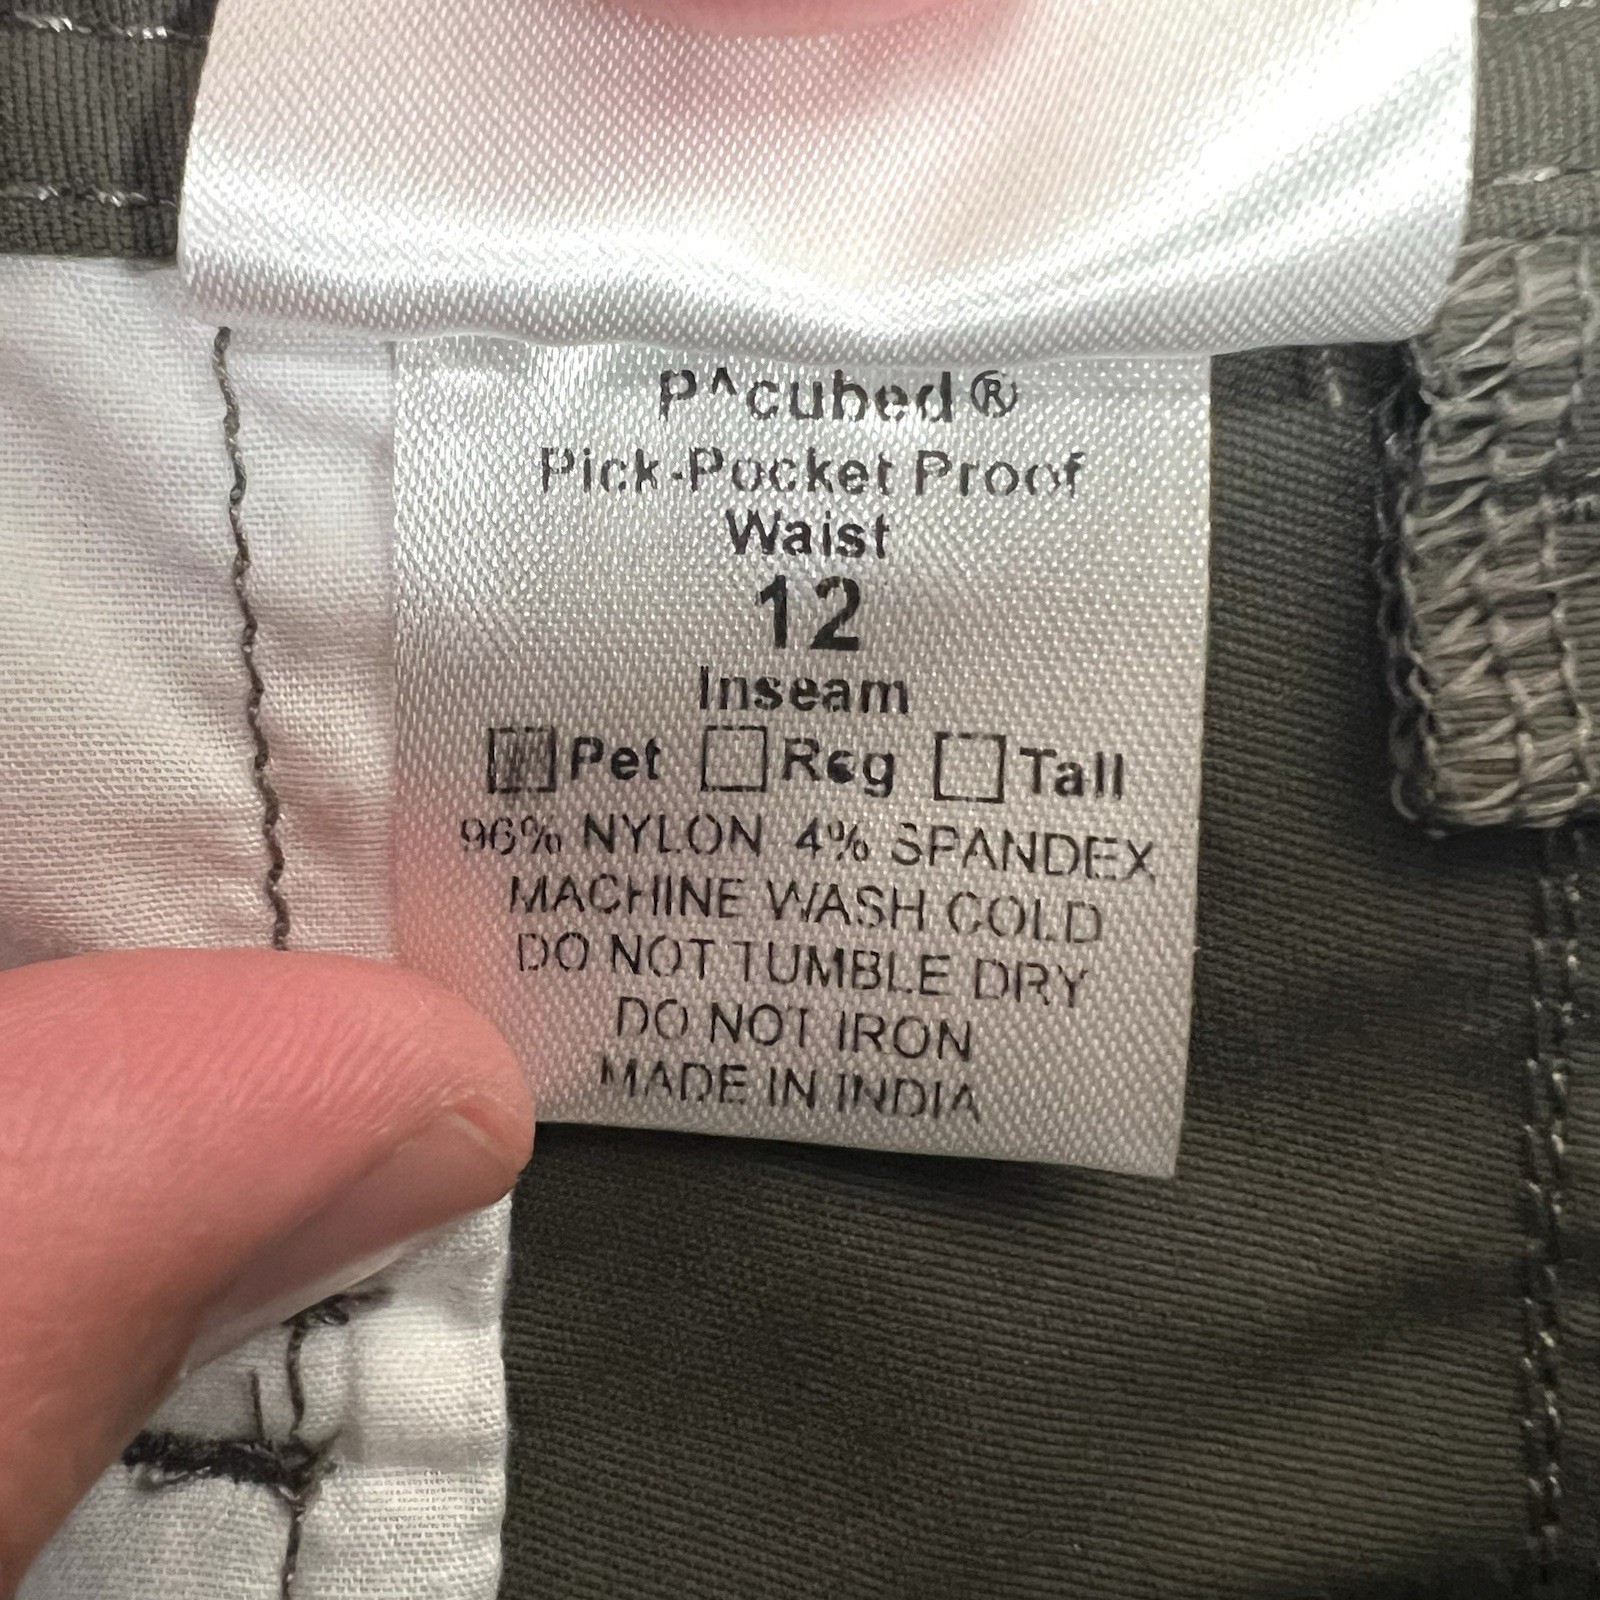 P^cubed®
Pick-Pocket Proof
Waist
12
Inseam
Pet Reg Tall
96% NYLON 4% SPANDEX
MACHINE WASH COLD
DO NOT TUMBLE DRY
DO NOT IRON
MADE IN INDIA